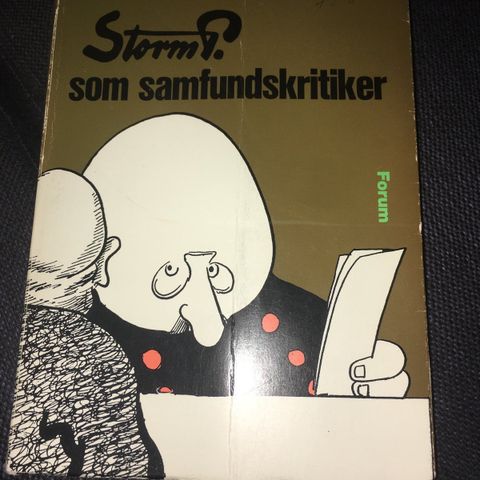 Storm P.
som samfundskritiker
Forum